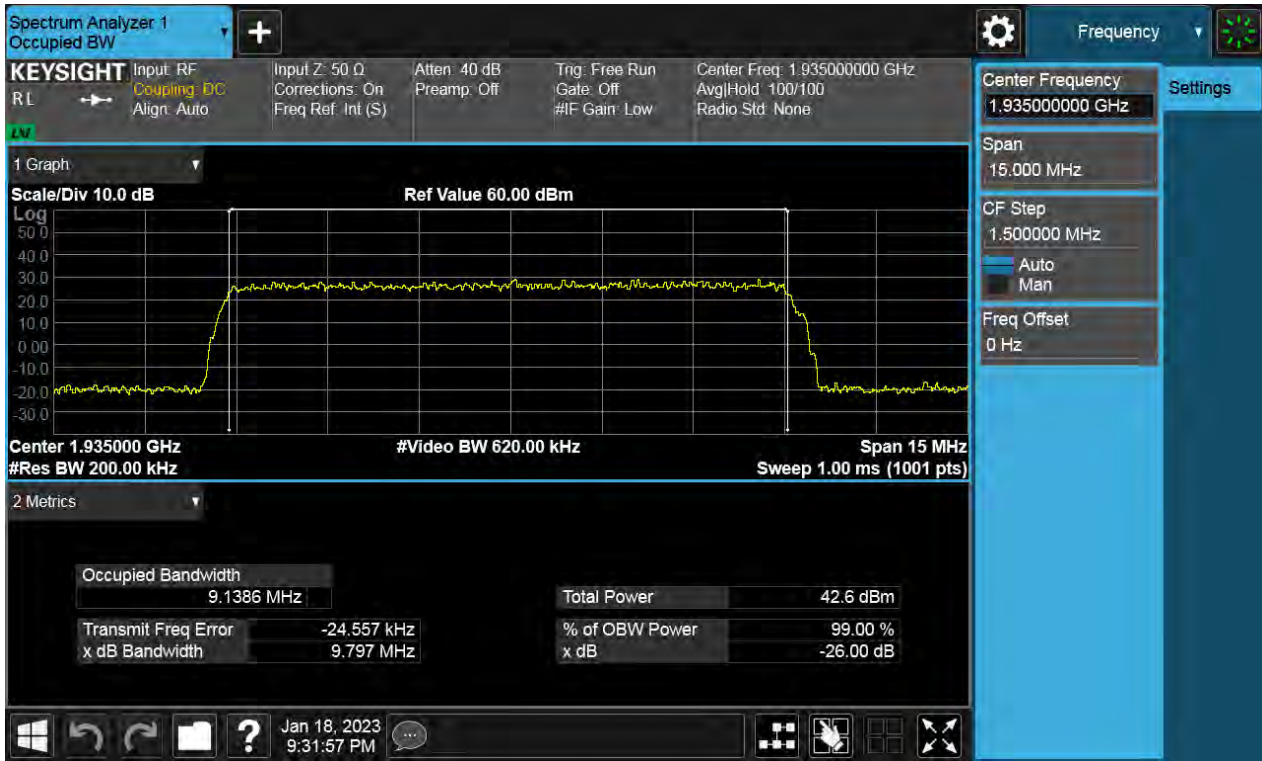 Spectrum Analyzer 1
Occupied BW
+
Frequency
KEYSIGHT
RL
Input: RF
Coupling: DC
Align: Auto
Input Z: 50 Ω
Corrections: On
Freq Ref: Int (S)
Atten: 40 dB
Preamp: Off
Trig: Free Run
Gate: Off
#IF Gain: Low
Center Freq: 1.935000000 GHz
Avg|Hold: 100/100
Radio Std: None
Center Frequency
1.935000000 GHz
Settings
Span
15.000 MHz
CF Step
1.500000 MHz
Auto
Man
Freq Offset
0 Hz
1 Graph
Scale/Div 10.0 dB
Ref Value 60.00 dBm
Log
50.0
40.0
30.0
20.0
10.0
0.00
-10.0
-20.0
-30.0
Center 1.935000 GHz
#Video BW 620.00 kHz
Span 15 MHz
#Res BW 200.00 kHz
Sweep 1.00 ms (1001 pts)
2 Metrics
Occupied Bandwidth
9.1386 MHz
Total Power 42.6 dBm
Transmit Freq Error -24.557 kHz
% of OBW Power 99.00 %
x dB Bandwidth 9.797 MHz
x dB -26.00 dB
?
Jan 18, 2023
9:31:57 PM